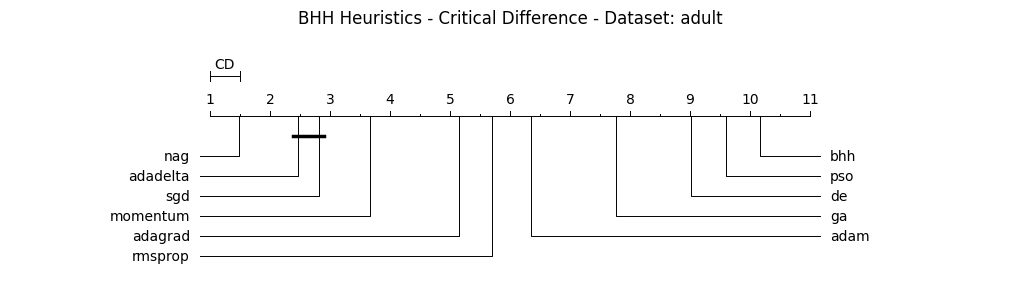 BHH Heuristics - Critical Difference - Dataset: adult
CD
1 2 3 4 5 6 7 8 9 10 11
nag bhh
adadelta pso
sgd de
momentum ga
adagrad adam
rmsprop